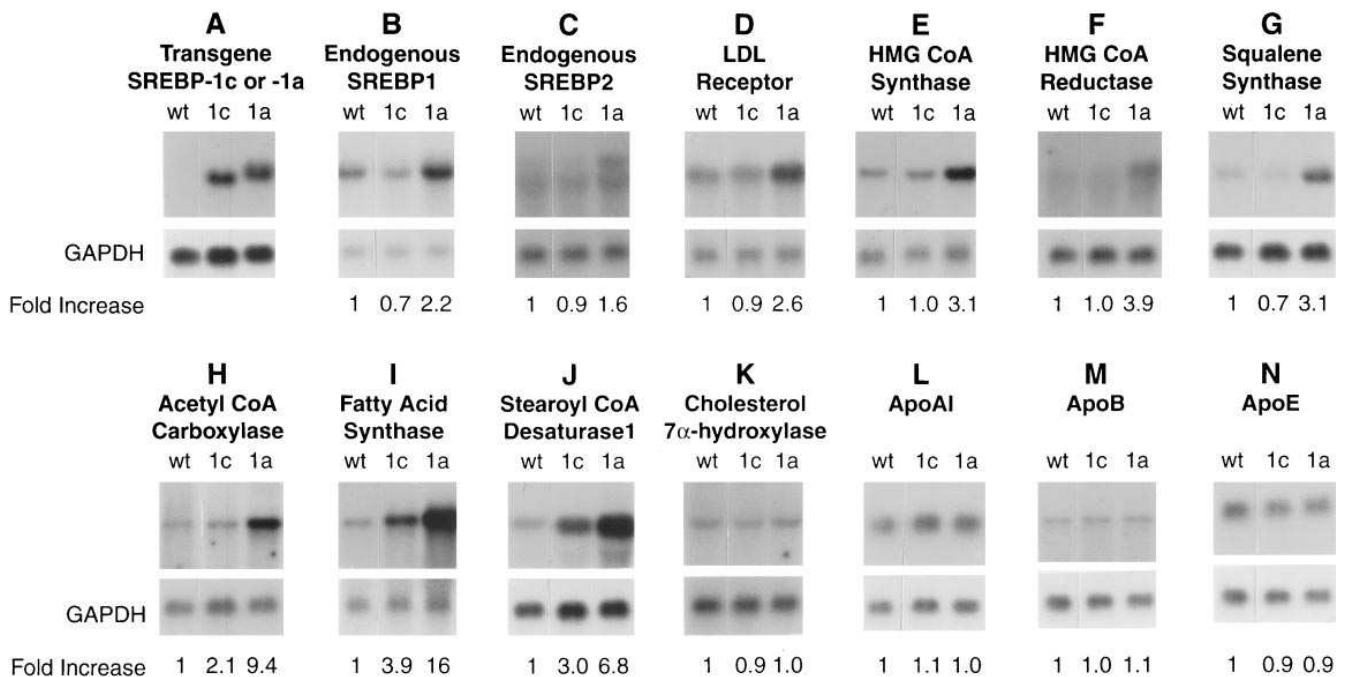 A B C D E F G
Transgene Endogenous Endogenous LDL HMG CoA HMG CoA Squalene
SREBP-1c or -1a SREBP1 SREBP2 Receptor Synthase Reductase Synthase
wt 1c 1a wt 1c 1a wt 1c 1a wt 1c 1a wt 1c 1a wt 1c 1a wt 1c 1a
GAPDH
Fold Increase 1 0.7 2.2 1 0.9 1.6 1 0.9 2.6 1 1.0 3.1 1 1.0 3.9 1 0.7 3.1
H I J K L M N
Acetyl CoA Fatty Acid Stearoyl CoA Cholesterol ApoAI ApoB ApoE
Carboxylase Synthase Desaturase1 7α-hydroxylase
wt 1c 1a wt 1c 1a wt 1c 1a wt 1c 1a wt 1c 1a wt 1c 1a wt 1c 1a
GAPDH
Fold Increase 1 2.1 9.4 1 3.9 16 1 3.0 6.8 1 0.9 1.0 1 1.1 1.0 1 1.0 1.1 1 0.9 0.9